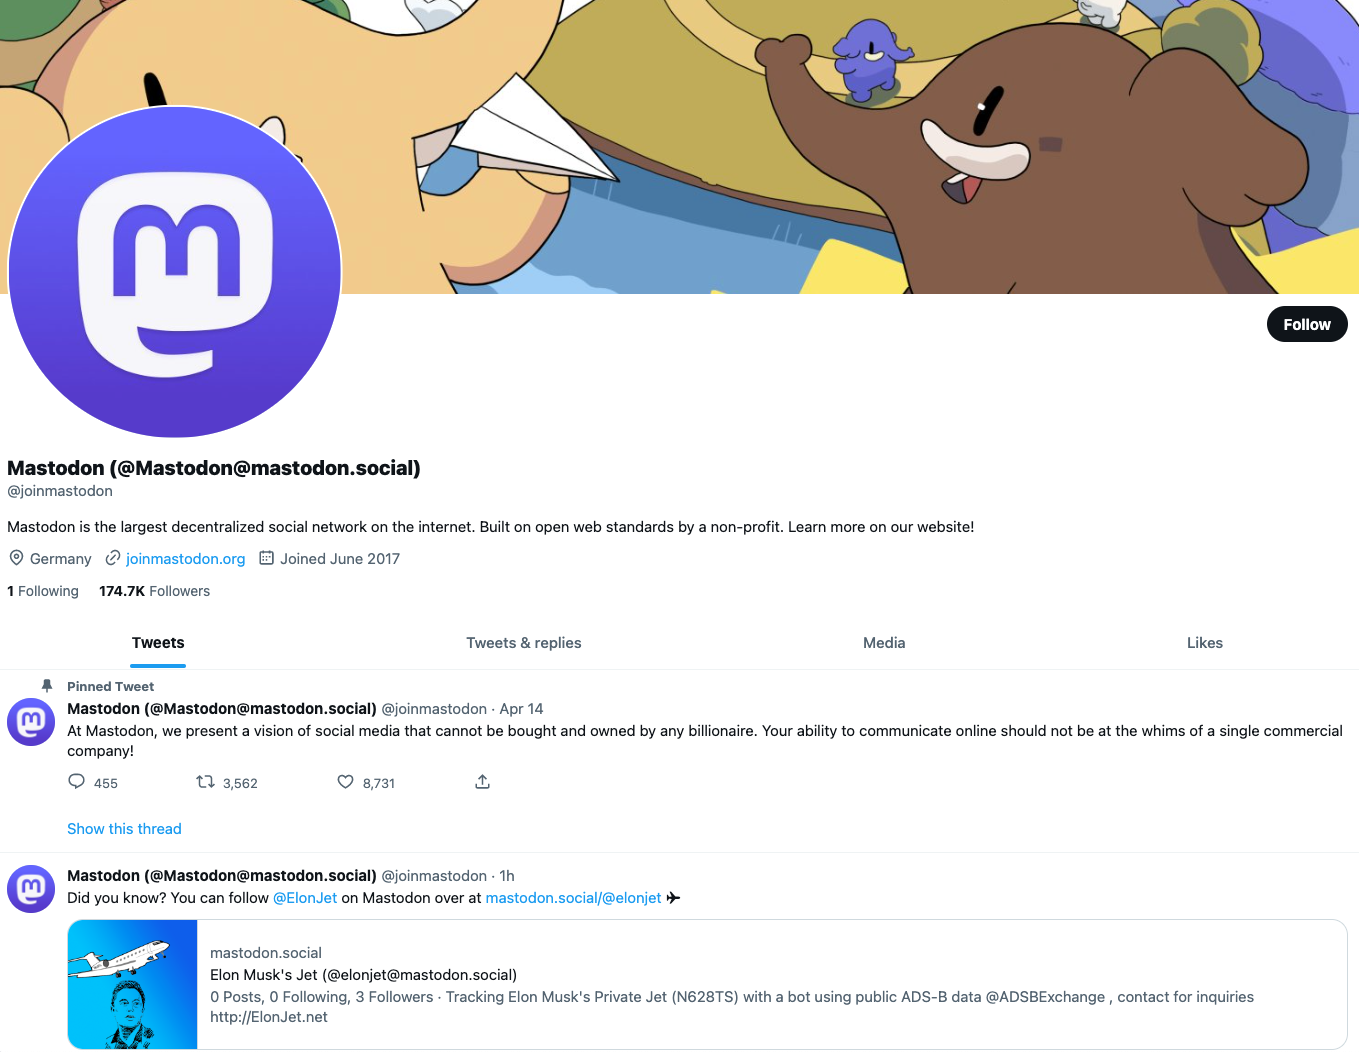 m
Follow
Mastodon (@Mastodon@mastodon.social)
@joinmastodon
Mastodon is the largest decentralized social network on the internet. Built on open web standards by a non-profit. Learn more on our website!
Germany joinmastodon.org Joined June 2017
1 Following 174.7K Followers
Tweets Tweets & replies Media Likes
Pinned Tweet
m
Mastodon (@Mastodon@mastodon.social) @joinmastodon · Apr 14
At Mastodon, we present a vision of social media that cannot be bought and owned by any billionaire. Your ability to communicate online should not be at the whims of a single commercial
company!
455 3,562 8,731
Show this thread
m
Mastodon (@Mastodon@mastodon.social) @joinmastodon · 1h
Did you know? You can follow @ElonJet on Mastodon over at mastodon.social/@elonjet ✈
mastodon.social
Elon Musk's Jet (@elonjet@mastodon.social)
0 Posts, 0 Following, 3 Followers · Tracking Elon Musk's Private Jet (N628TS) with a bot using public ADS-B data @ADSBExchange , contact for inquiries
http://ElonJet.net